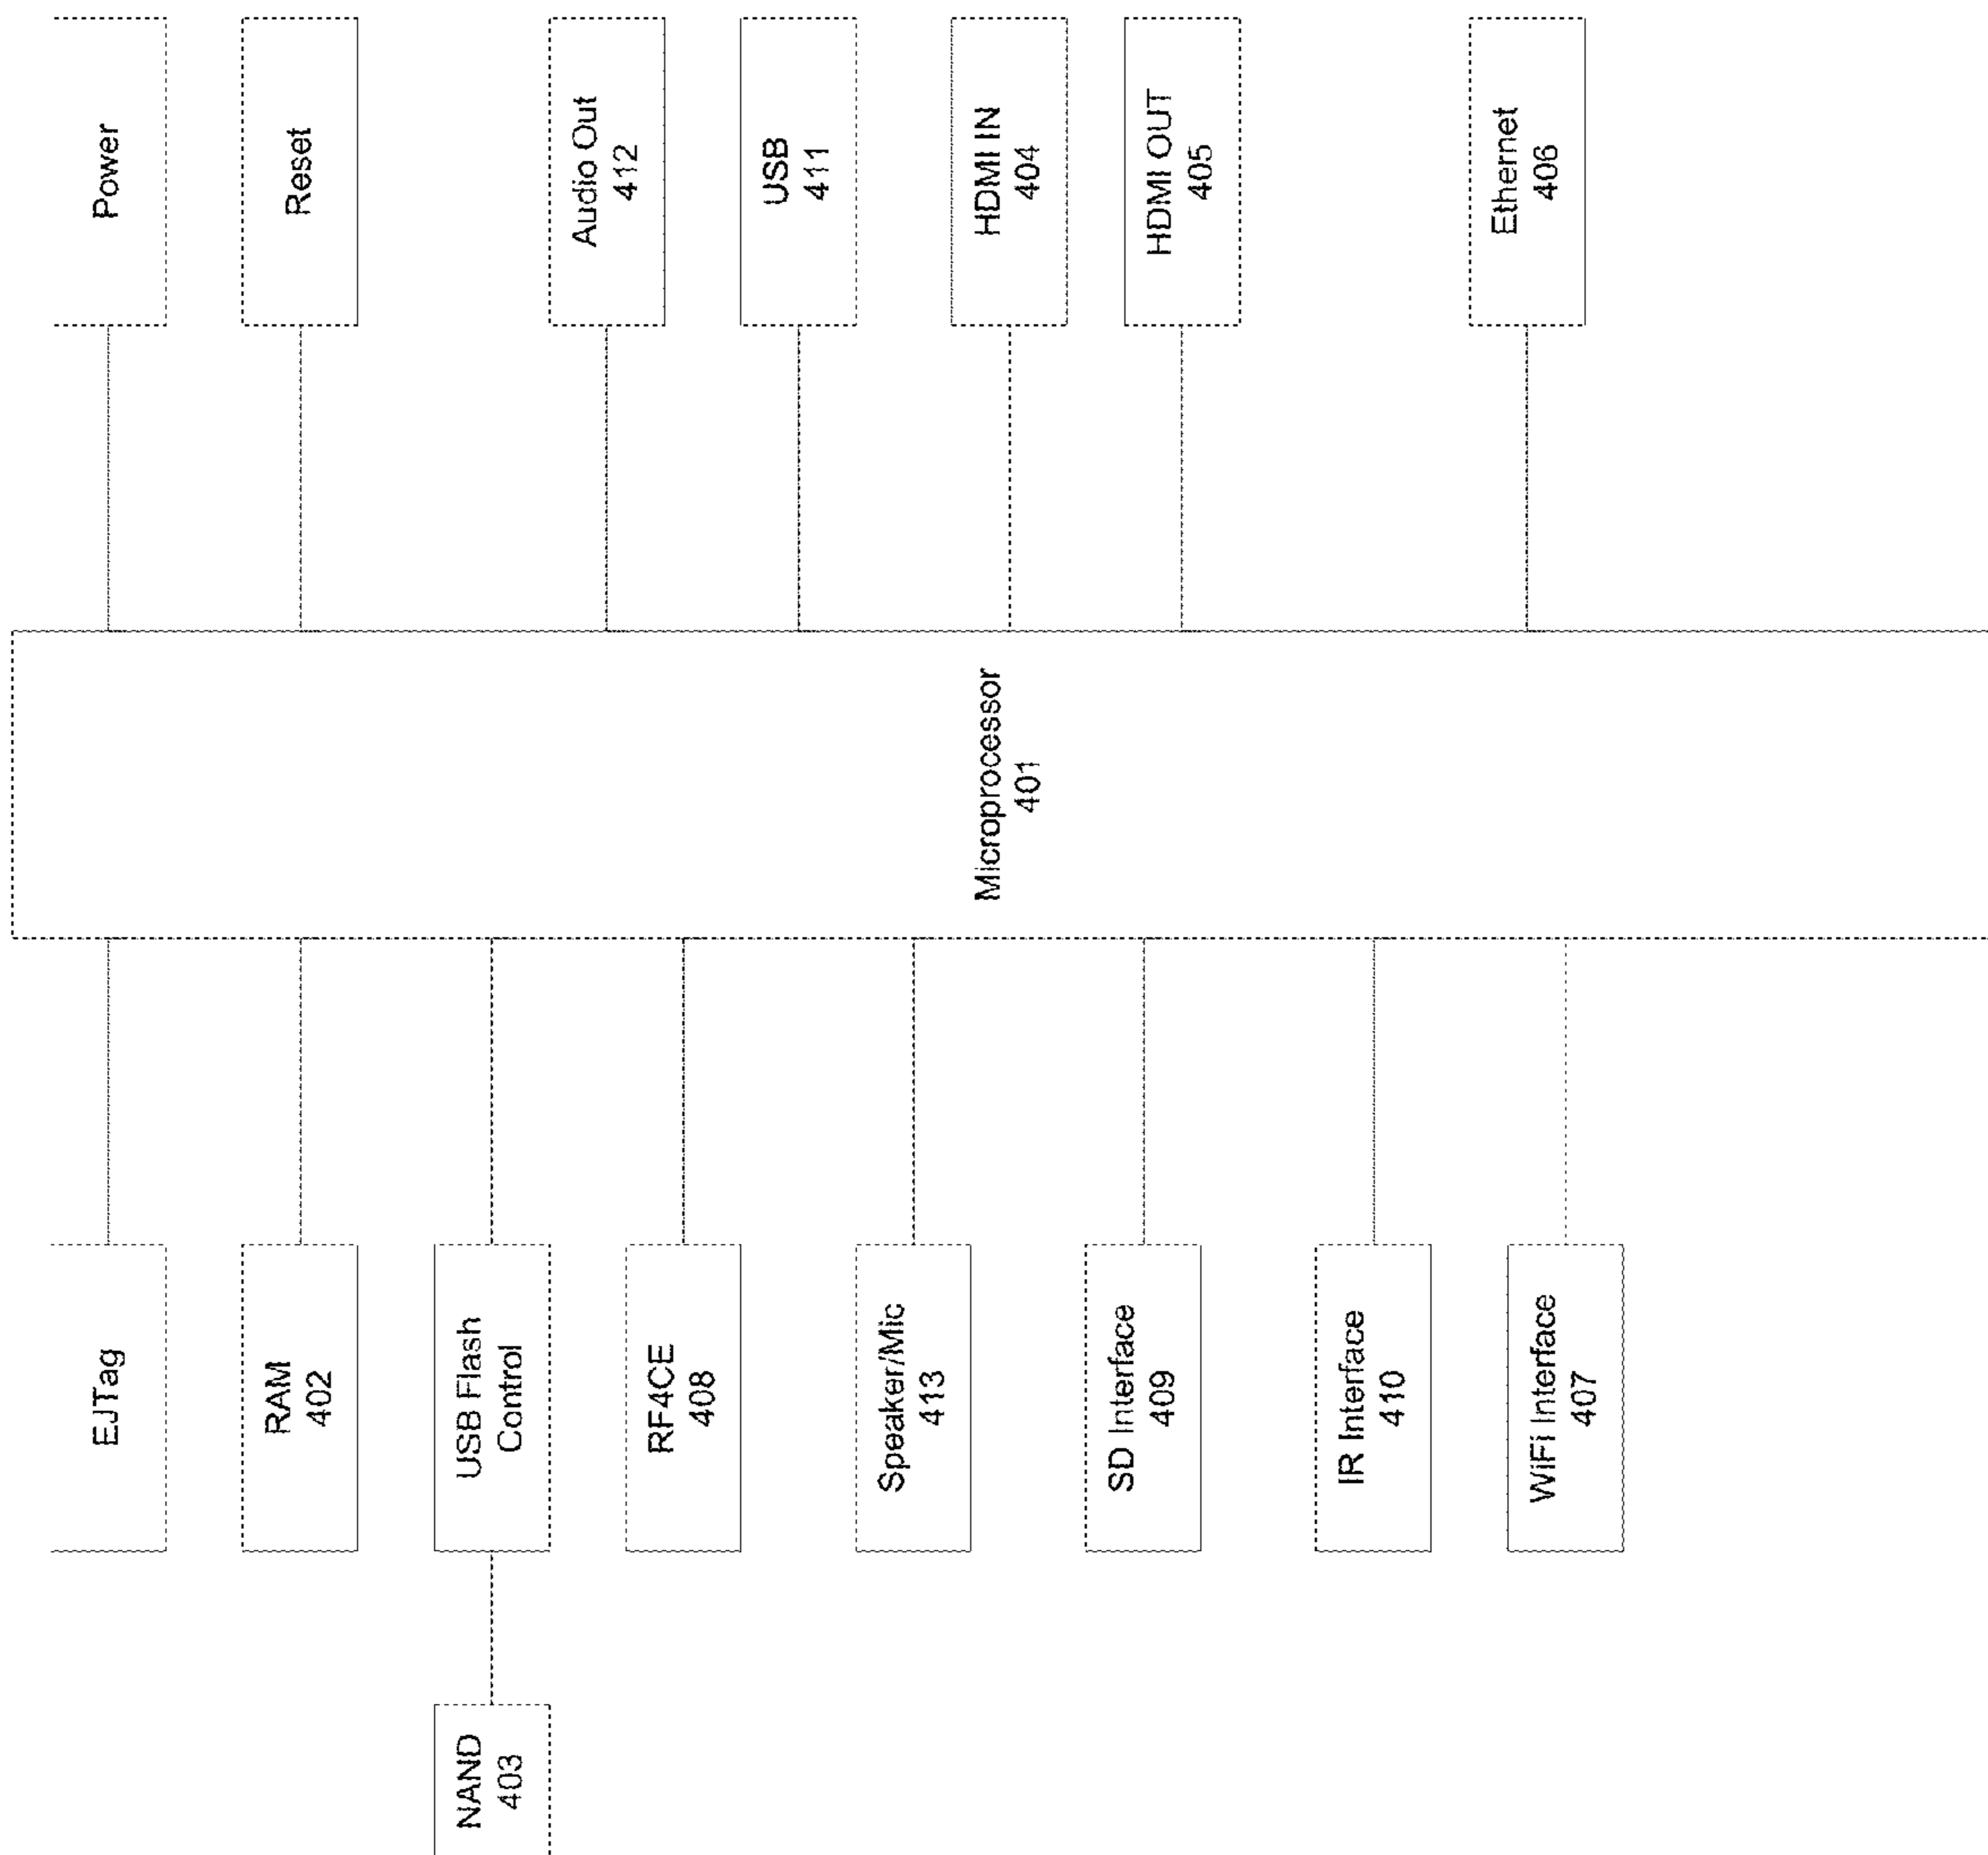 Power
Reset
Audio Out
412
USB
411
HDMI IN
404
HDMI OUT
405
Ethernet
406
Microprocessor
401
EJTag
RAM
402
USB Flash
Control
RF4CE
408
Speaker/Mic
413
SD Interface
409
IR Interface
410
WiFi Interface
407
NAND
403